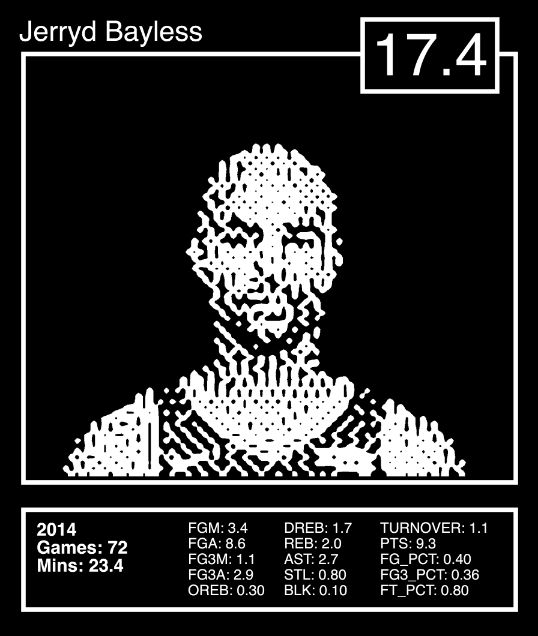 Jerryd Bayless
17.4
2014
Games: 72
Mins: 23.4
FGM: 3.4
FGA: 8.6
FG3M: 1.1
FG3A: 2.9
OREB: 0.30
DREB: 1.7
REB: 2.0
AST: 2.7
STL: 0.80
BLK: 0.10
TURNOVER: 1.1
PTS: 9.3
FG_PCT: 0.40
FG3_PCT: 0.36
FT_PCT: 0.80